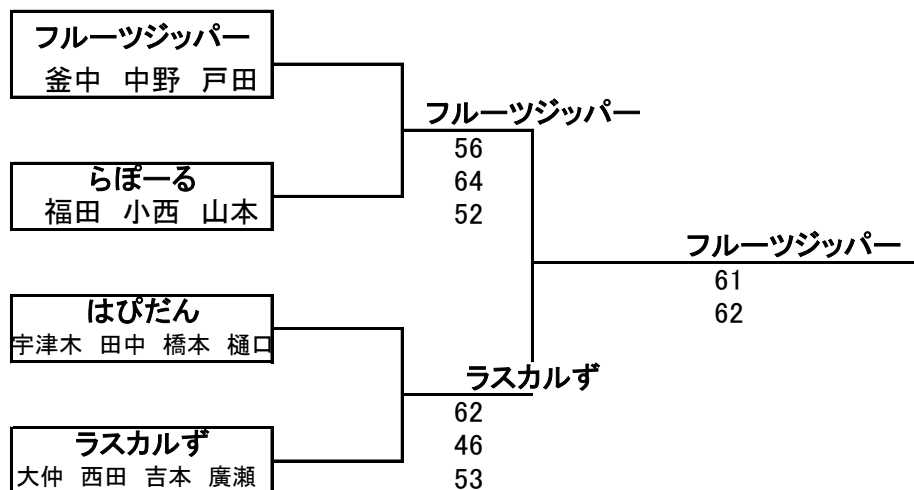 フルーツジッパー
釜中 中野 戸田
フルーツジッパー
56
64
52
らぽーる
福田 小西 山本
フルーツジッパー
61
62
はぴだん
宇津木 田中 橋本 樋口
ラスカルず
62
46
53
ラスカルず
大仲 西田 吉本 廣瀬